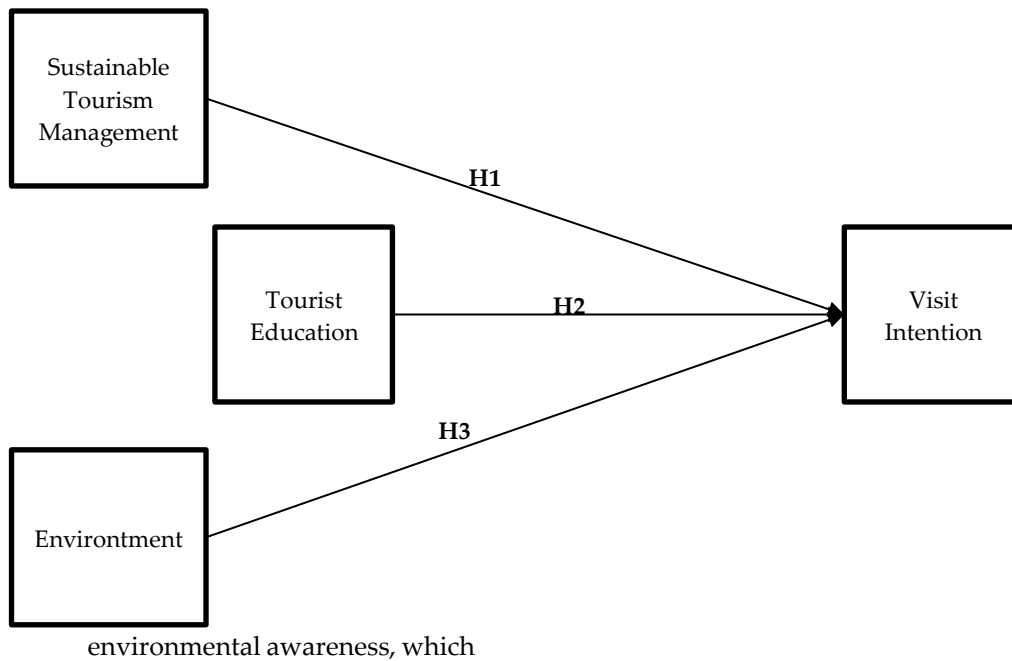 Sustainable
Tourism
Management
H1
Tourist
Education
H2
Visit
Intention
H3
Environtment
environmental awareness, which